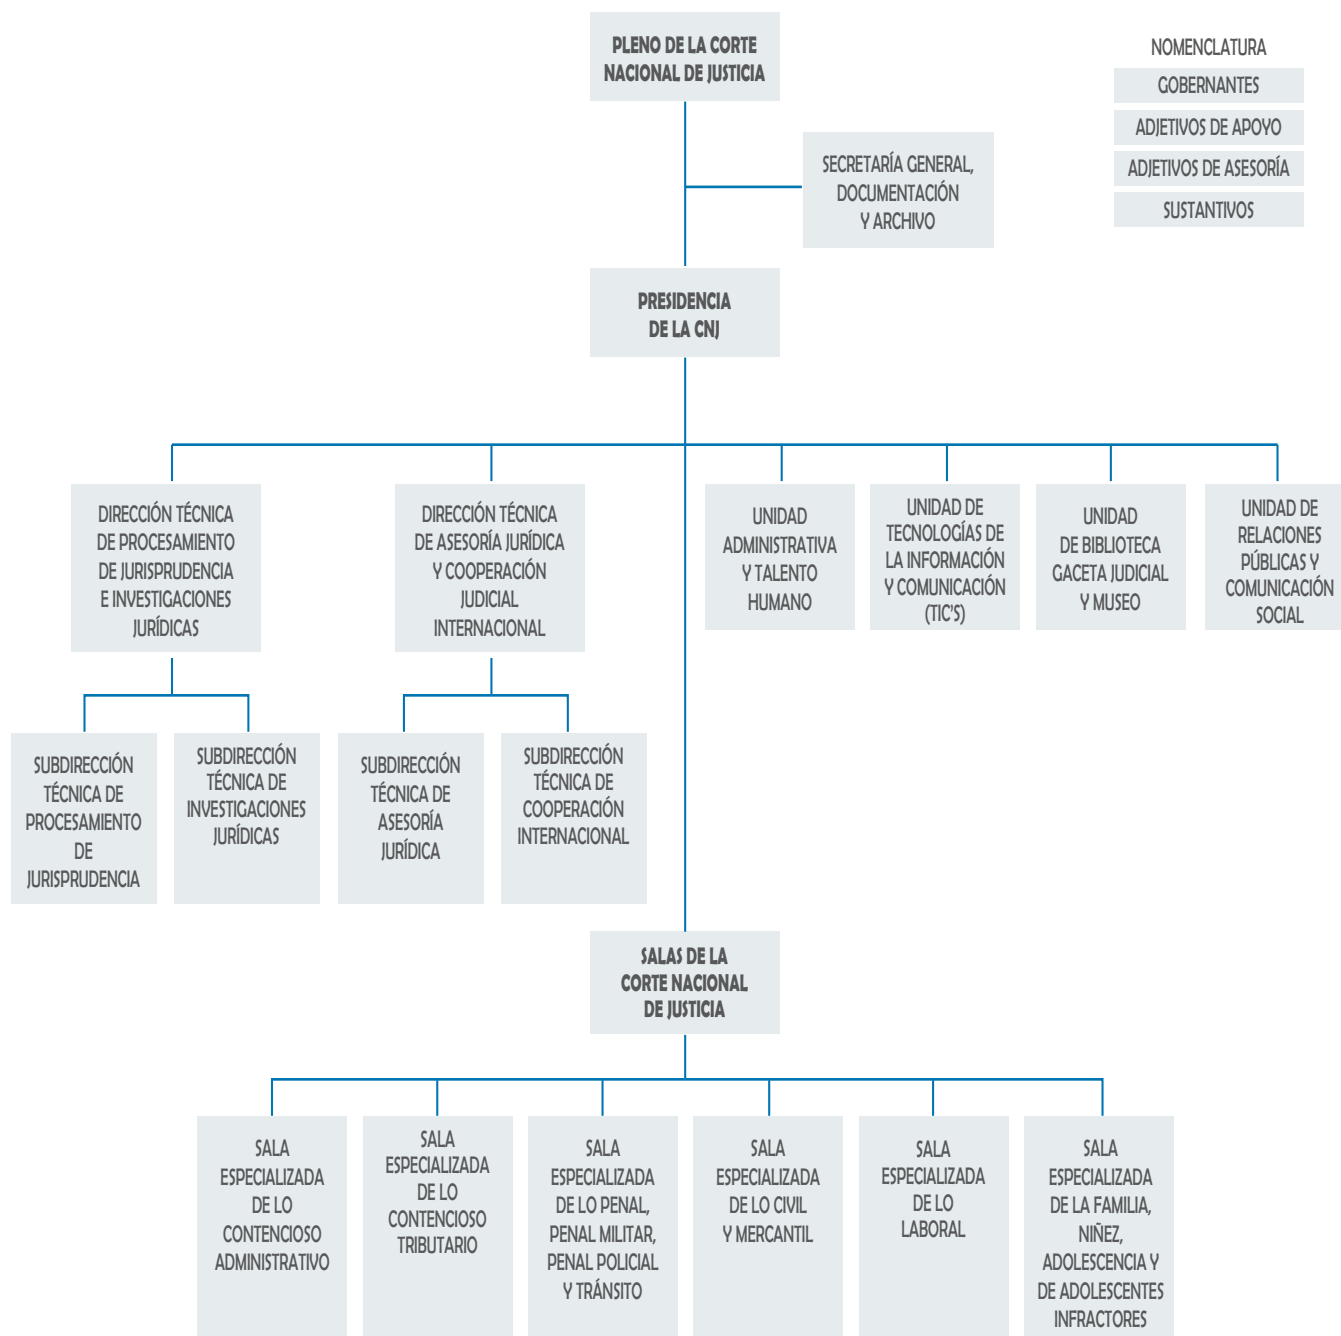 PLENO DE LA CORTE
NACIONAL DE JUSTICIA
NOMENCLATURA
GOBERNANTES
ADJETIVOS DE APOYO
ADJETIVOS DE ASESORÍA
SUSTANTIVOS
SECRETARÍA GENERAL,
DOCUMENTACIÓN
Y ARCHIVO
PRESIDENCIA
DE LA CNJ
DIRECCIÓN TÉCNICA
DE PROCESAMIENTO
DE JURISPRUDENCIA
E INVESTIGACIONES
JURÍDICAS
DIRECCIÓN TÉCNICA
DE ASESORÍA JURÍDICA
Y COOPERACIÓN
JUDICIAL
INTERNACIONAL
UNIDAD
ADMINISTRATIVA
Y TALENTO
HUMANO
UNIDAD DE
TECNOLOGÍAS DE
LA INFORMACIÓN
Y COMUNICACIÓN
(TIC'S)
UNIDAD
DE BIBLIOTECA
GACETA JUDICIAL
Y MUSEO
UNIDAD DE
RELACIONES
PÚBLICAS Y
COMUNICACIÓN
SOCIAL
SUBDIRECCIÓN
TÉCNICA DE
PROCESAMIENTO
DE
JURISPRUDENCIA
SUBDIRECCIÓN
TÉCNICA DE
INVESTIGACIONES
JURÍDICAS
SUBDIRECCIÓN
TÉCNICA DE
ASESORÍA
JURÍDICA
SUBDIRECCIÓN
TÉCNICA DE
COOPERACIÓN
INTERNACIONAL
SALAS DE LA
CORTE NACIONAL
DE JUSTICIA
SALA
ESPECIALIZADA
DE LO
CONTENCIOSO
ADMINISTRATIVO
SALA
ESPECIALIZADA
DE LO
CONTENCIOSO
TRIBUTARIO
SALA
ESPECIALIZADA
DE LO PENAL,
PENAL MILITAR,
PENAL POLICIAL
Y TRÁNSITO
SALA
ESPECIALIZADA
DE LO CIVIL
Y MERCANTIL
SALA
ESPECIALIZADA
DE LO
LABORAL
SALA
ESPECIALIZADA
DE LA FAMILIA,
NIÑEZ,
ADOLESCENCIA Y
DE ADOLESCENTES
INFRACTORES